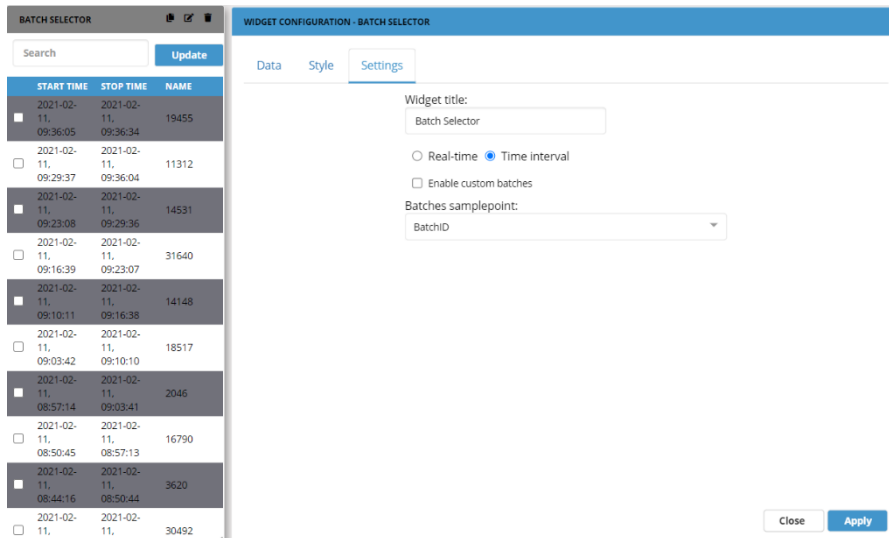 BATCH SELECTOR
Search
Update
START TIME STOP TIME NAME
2021-02-11, 09:36:05 2021-02-11, 09:36:34 19455
2021-02-11, 09:29:37 2021-02-11, 09:36:04 11312
2021-02-11, 09:23:08 2021-02-11, 09:29:36 14531
2021-02-11, 09:16:39 2021-02-11, 09:23:07 31640
2021-02-11, 09:10:11 2021-02-11, 09:16:38 14148
2021-02-11, 09:03:42 2021-02-11, 09:10:10 18517
2021-02-11, 08:57:14 2021-02-11, 09:03:41 2046
2021-02-11, 08:50:45 2021-02-11, 08:57:13 16790
2021-02-11, 08:44:16 2021-02-11, 08:50:44 3620
2021-02-11, 2021-02-11, 30492
WIDGET CONFIGURATION - BATCH SELECTOR
Data Style Settings
Widget title:
Batch Selector
Real-time Time interval
Enable custom batches
Batches samplepoint:
BatchID
Close Apply